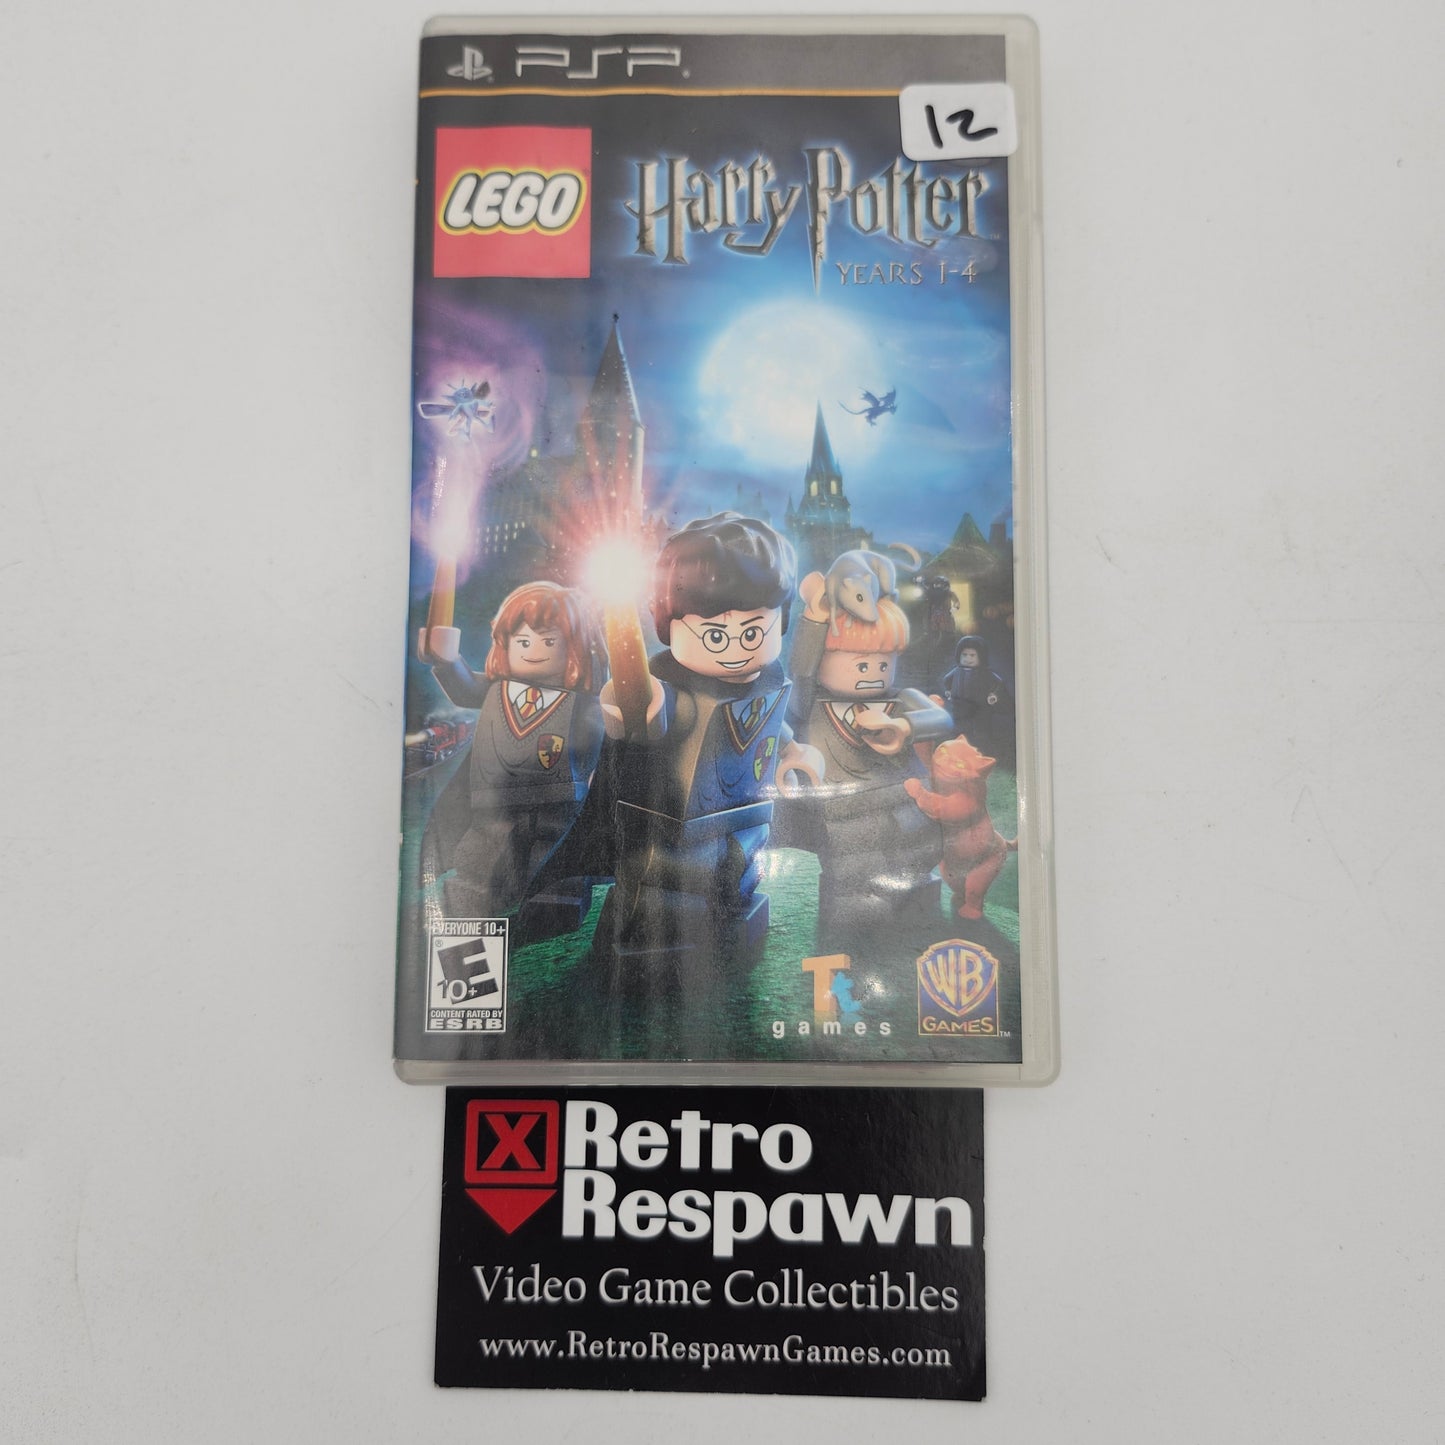 PSP
12
LEGO
Harry Potter
YEARS 1-4
EVERYONE 10+
E
10+
CONTENT RATED BY
ESRB
Tt
games
WB
GAMES
X Retro
Respawn
Video Game Collectibles
www.RetroRespawnGames.com